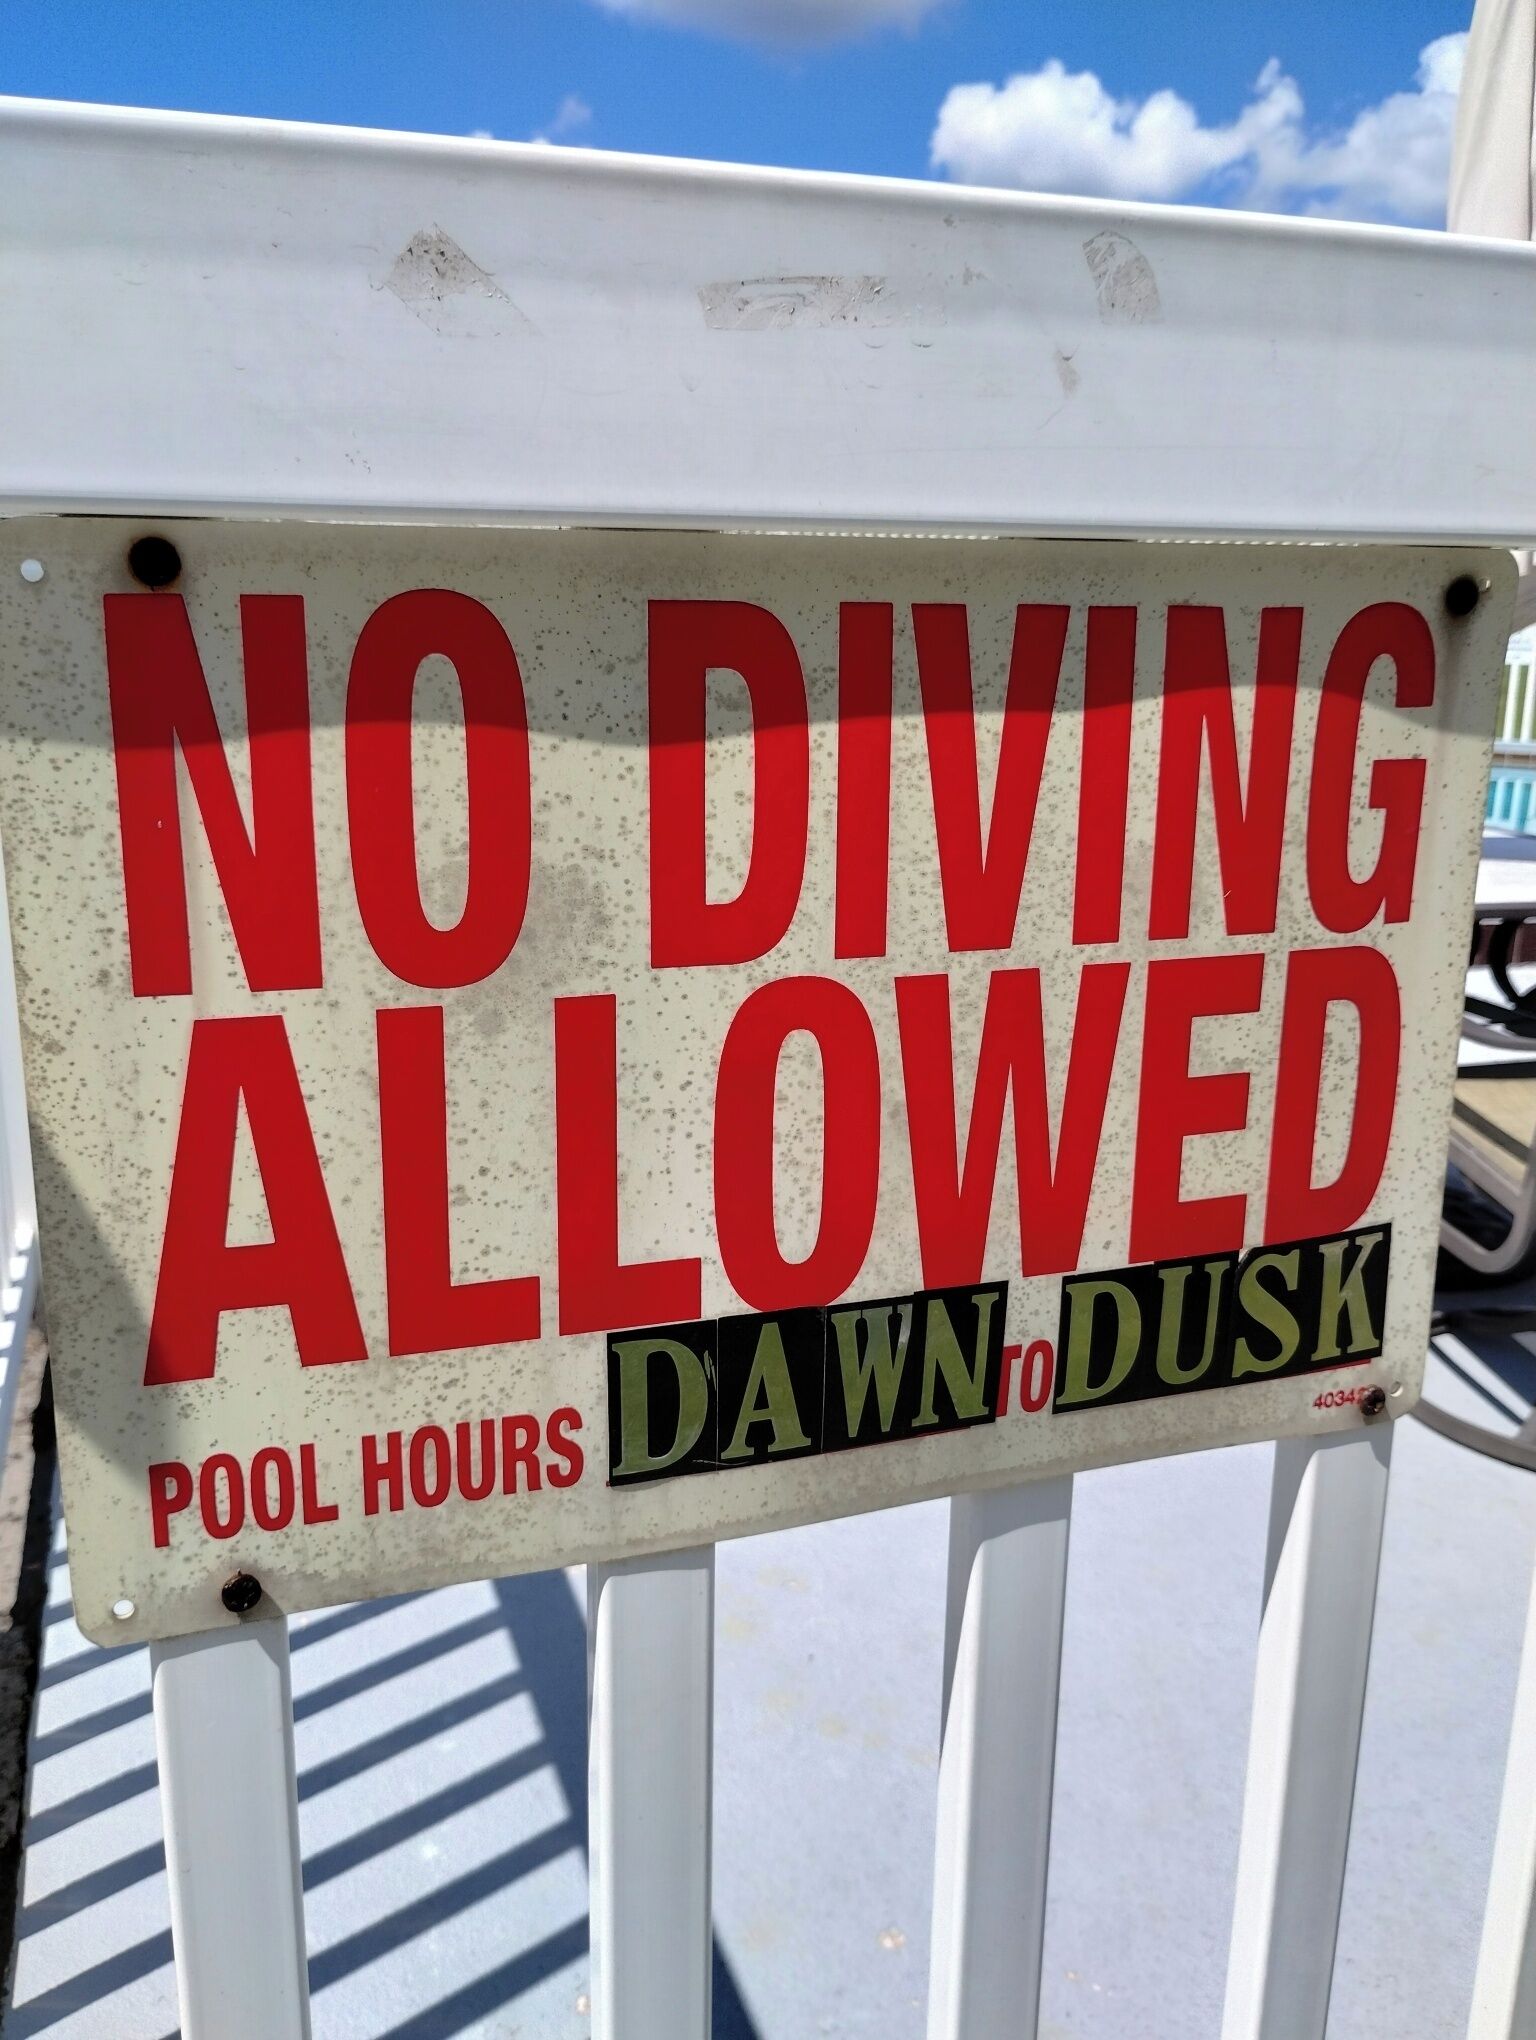 NO DIVING
ALLOWED
POOL HOURS DAWN TO DUSK